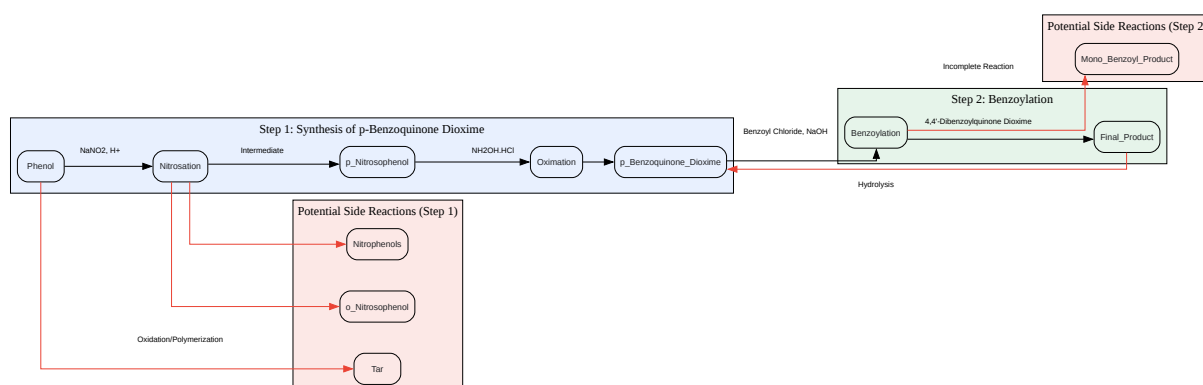 Potential Side Reactions (Step 2
Mono_Benzoyl_Product
Incomplete Reaction
Step 2: Benzoylation
4,4'-Dibenzoylquinone Dioxime
Benzoylation
Final_Product
Benzoyl Chloride, NaOH
Hydrolysis
Step 1: Synthesis of p-Benzoquinone Dioxime
Phenol
NaNO2, H+
Nitrosation
Intermediate
p_Nitrosophenol
NH2OH.HCl
Oximation
p_Benzoquinone_Dioxime
Potential Side Reactions (Step 1)
Nitrophenols
o_Nitrosophenol
Oxidation/Polymerization
Tar